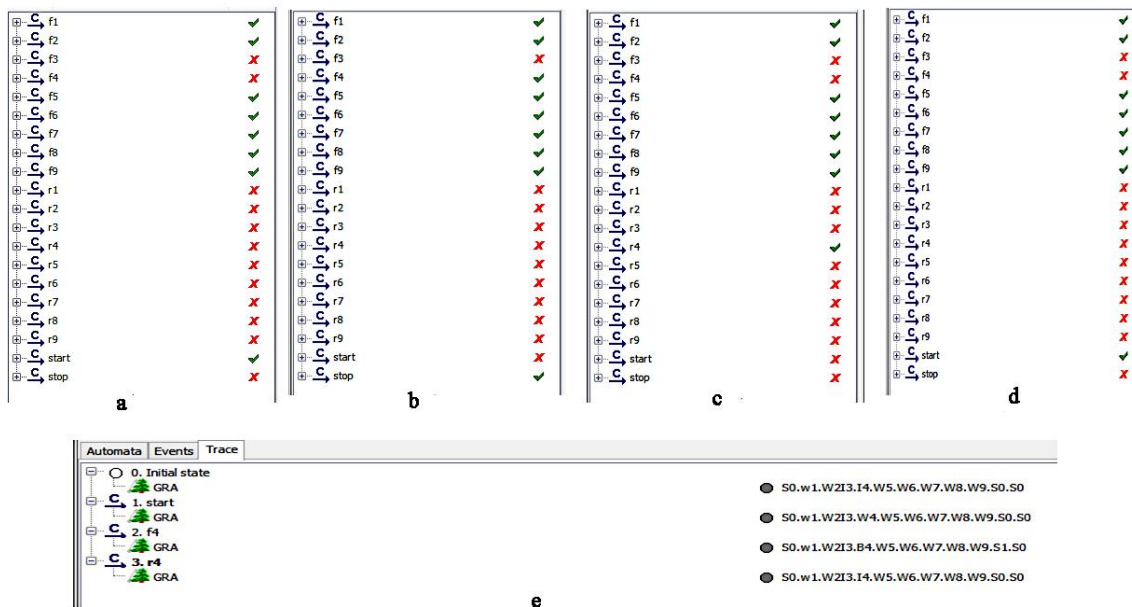 C f1
C f2
C f3
C f4
C f5
C f6
C f7
C f8
C f9
C r1
C r2
C r3
C r4
C r5
C r6
C r7
C r8
C r9
C start
C stop
a
C f1
C f2
C f3
C f4
C f5
C f6
C f7
C f8
C f9
C r1
C r2
C r3
C r4
C r5
C r6
C r7
C r8
C r9
C start
C stop
b
C f1
C f2
C f3
C f4
C f5
C f6
C f7
C f8
C f9
C r1
C r2
C r3
C r4
C r5
C r6
C r7
C r8
C r9
C start
C stop
c
C f1
C f2
C f3
C f4
C f5
C f6
C f7
C f8
C f9
C r1
C r2
C r3
C r4
C r5
C r6
C r7
C r8
C r9
C start
C stop
d
Automata Events Trace
0. Initial state
GRA S0.w1.W2I3.I4.W5.W6.W7.W8.W9.S0.S0
C 1. start
GRA S0.w1.W2I3.W4.W5.W6.W7.W8.W9.S0.S0
C 2. f4
GRA S0.w1.W2I3.B4.W5.W6.W7.W8.W9.S1.S0
C 3. r4
GRA S0.w1.W2I3.I4.W5.W6.W7.W8.W9.S0.S0
e